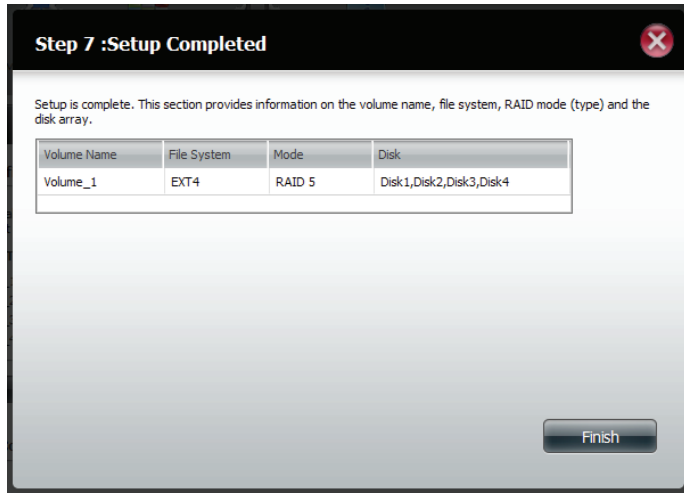 Step 7 :Setup Completed
Setup is complete. This section provides information on the volume name, file system, RAID mode (type) and the
disk array.
Volume Name File System Mode Disk
Volume_1 EXT4 RAID 5 Disk1,Disk2,Disk3,Disk4
Finish